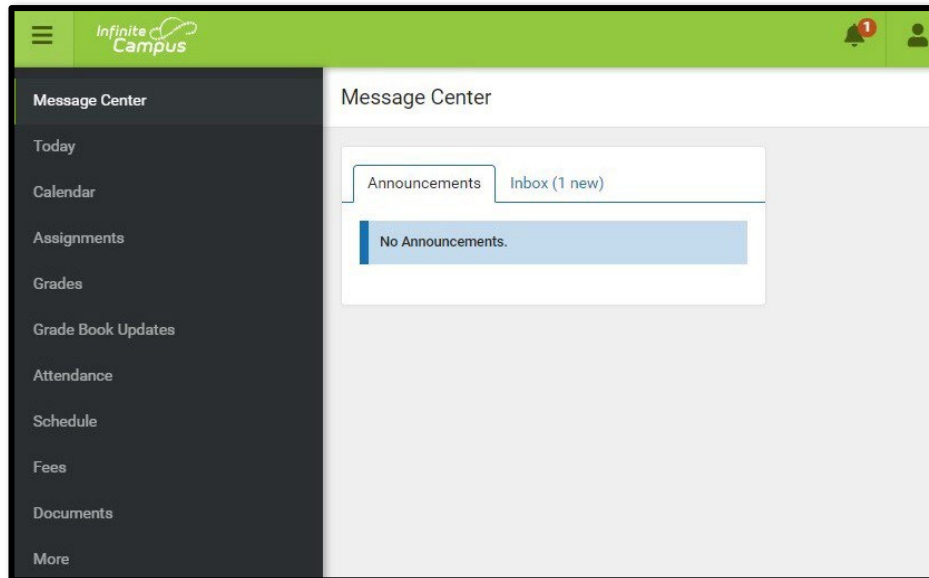 Infinite
Campus
1
Message Center
Today
Calendar
Assignments
Grades
Grade Book Updates
Attendance
Schedule
Fees
Documents
More
Message Center
Announcements
Inbox (1 new)
No Announcements.